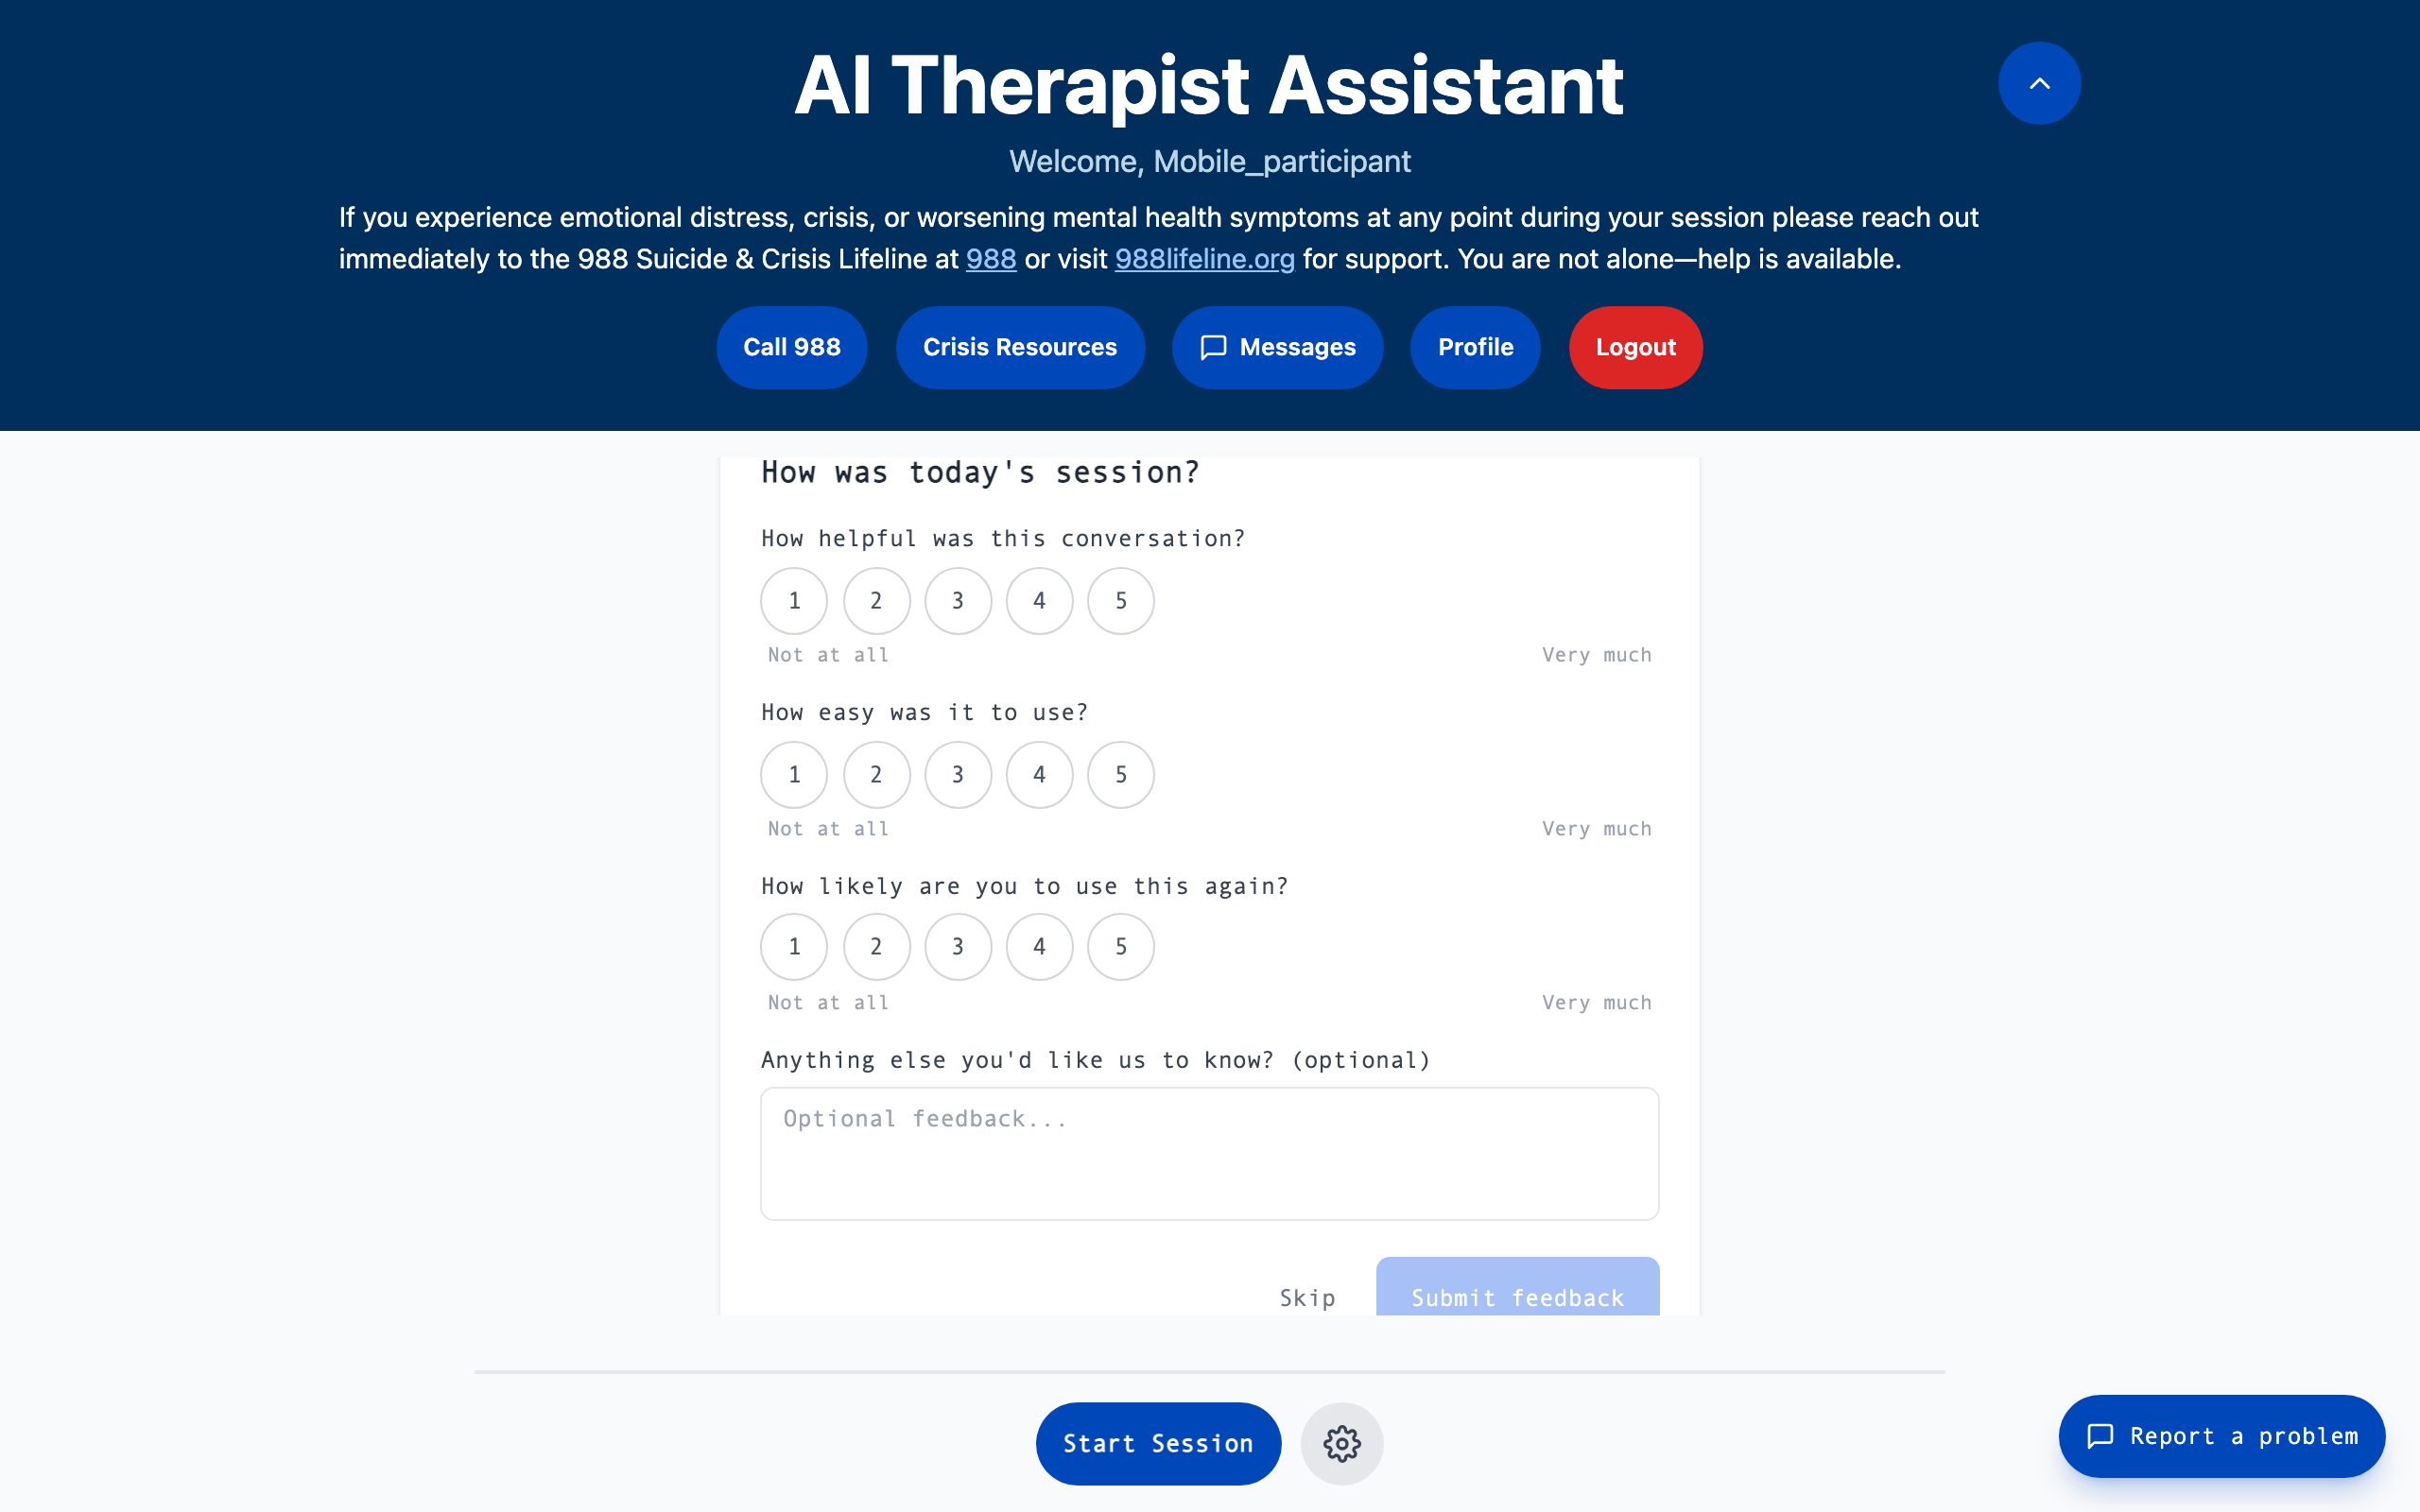 AI Therapist Assistant
Welcome, Mobile_participant
If you experience emotional distress, crisis, or worsening mental health symptoms at any point during your session please reach out
immediately to the 988 Suicide & Crisis Lifeline at 988 or visit 988lifeline.org for support. You are not alone—help is available.
Call 988
Crisis Resources
Messages
Profile
Logout
How was today's session?
How helpful was this conversation?
1 2 3 4 5
Not at all Very much
How easy was it to use?
1 2 3 4 5
Not at all Very much
How likely are you to use this again?
1 2 3 4 5
Not at all Very much
Anything else you'd like us to know? (optional)
Optional feedback...
Skip
Submit feedback
Start Session
Report a problem